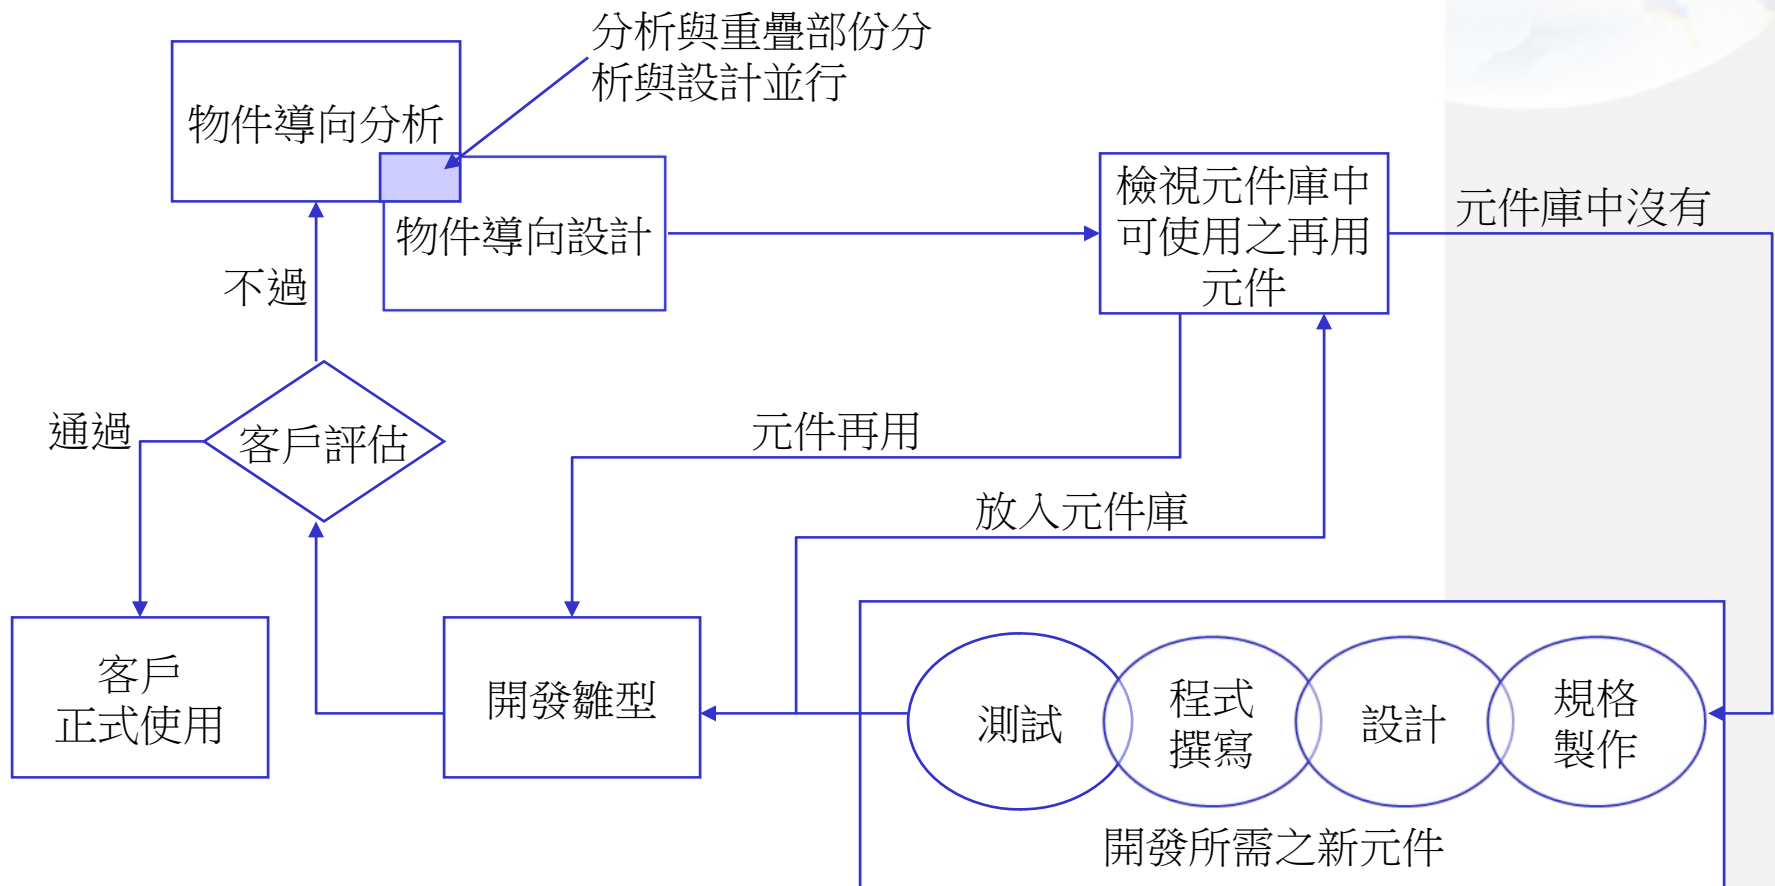 分析與重疊部份分
析與設計並行
物件導向分析
物件導向設計
檢視元件庫中
可使用之再用
元件
元件庫中沒有
不過
通過
客戶評估
元件再用
放入元件庫
客戶
正式使用
開發雛型
測試
程式
撰寫
設計
規格
製作
開發所需之新元件